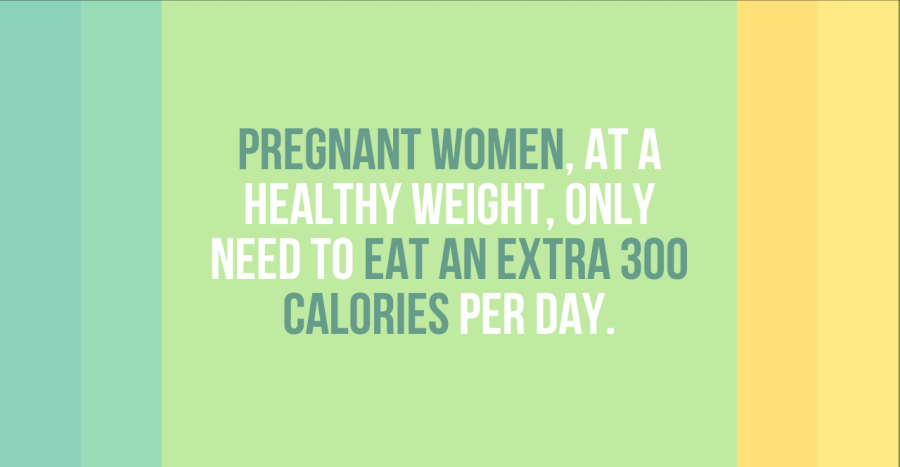 PREGNANT WOMEN, AT A
HEALTHY WEIGHT, ONLY
NEED TO EAT AN EXTRA 300
CALORIES PER DAY.